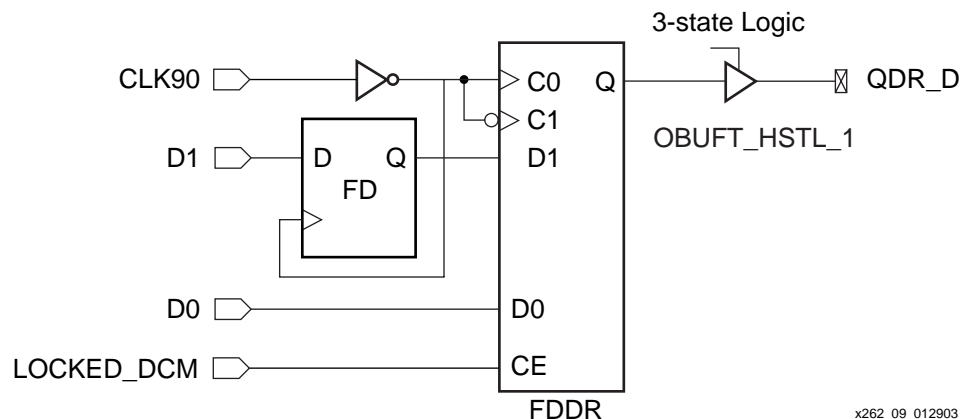 3-state Logic
CLK90
C0
Q
QDR_D
C1
OBUFT_HSTL_1
D1
D
Q
D1
FD
D0
D0
LOCKED_DCM
CE
FDDR
x262_09_012903